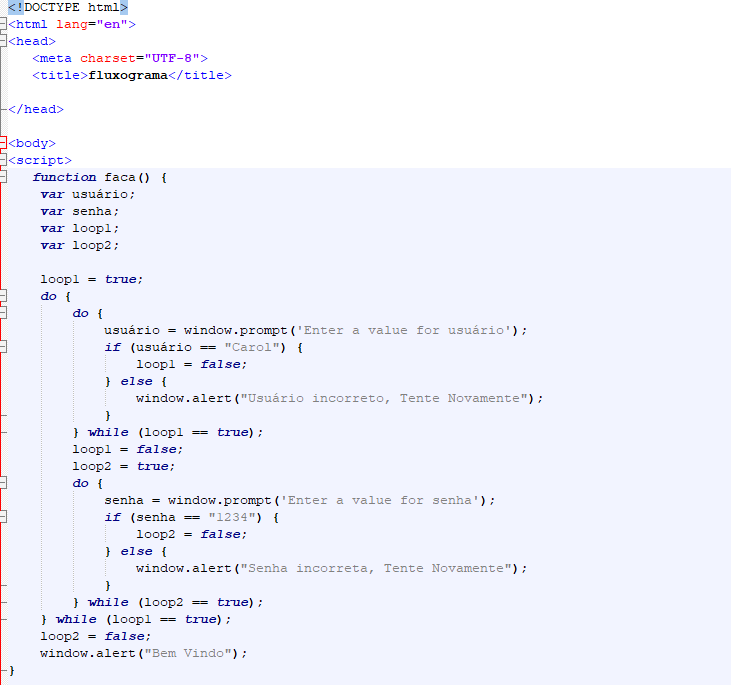 <!DOCTYPE html>
<html lang="en">
<head>
<meta charset="UTF-8">
<title>fluxograma</title>
</head>
<body>
<script>
function faca() {
var usuário;
var senha;
var loop1;
var loop2;
loop1 = true;
do {
do {
usuário = window.prompt('Enter a value for usuário');
if (usuário == "Carol") {
loop1 = false;
} else {
window.alert("Usuário incorreto, Tente Novamente");
}
} while (loop1 == true);
loop1 = false;
loop2 = true;
do {
senha = window.prompt('Enter a value for senha');
if (senha == "1234") {
loop2 = false;
} else {
window.alert("Senha incorreta, Tente Novamente");
}
} while (loop2 == true);
} while (loop1 == true);
loop2 = false;
window.alert("Bem Vindo");
}